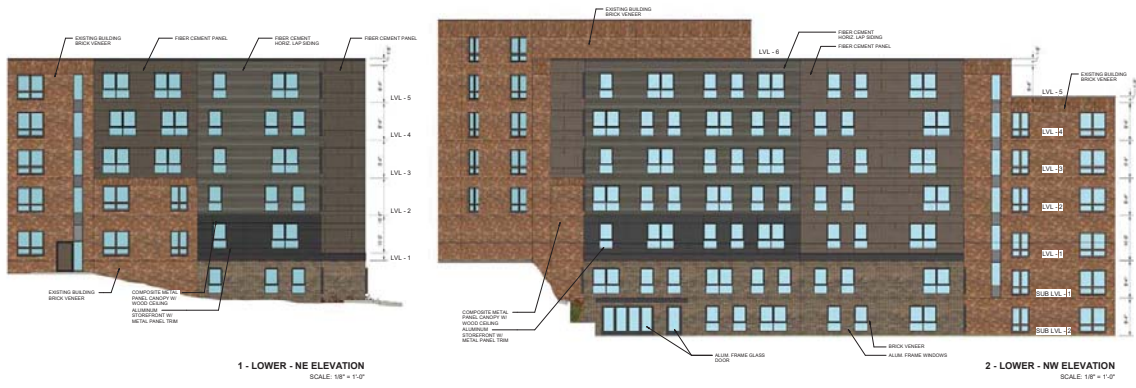 EXISTING BUILDING
BRICK VENEER
FIBER CEMENT PANEL
FIBER CEMENT
HORIZ. LAP SIDING
FIBER CEMENT PANEL
LVL - 5
LVL - 4
LVL - 3
LVL - 2
LVL - 1
EXISTING BUILDING
BRICK VENEER
COMPOSITE METAL
PANEL CANOPY W/
WOOD CEILING
ALUMINUM
STOREFRONT W/
METAL PANEL TRIM
1 - LOWER - NE ELEVATION
SCALE: 1/8" = 1'-0"
EXISTING BUILDING
BRICK VENEER
FIBER CEMENT
HORIZ. LAP SIDING
FIBER CEMENT PANEL
LVL - 6
EXISTING BUILDING
BRICK VENEER
LVL - 5
LVL - 4
LVL - 3
LVL - 2
LVL - 1
SUB LVL - 1
SUB LVL - 2
COMPOSITE METAL
PANEL CANOPY W/
WOOD CEILING
ALUMINUM
STOREFRONT W/
METAL PANEL TRIM
ALUM. FRAME GLASS
DOOR
BRICK VENEER
ALUM. FRAME WINDOWS
2 - LOWER - NW ELEVATION
SCALE: 1/8" = 1'-0"